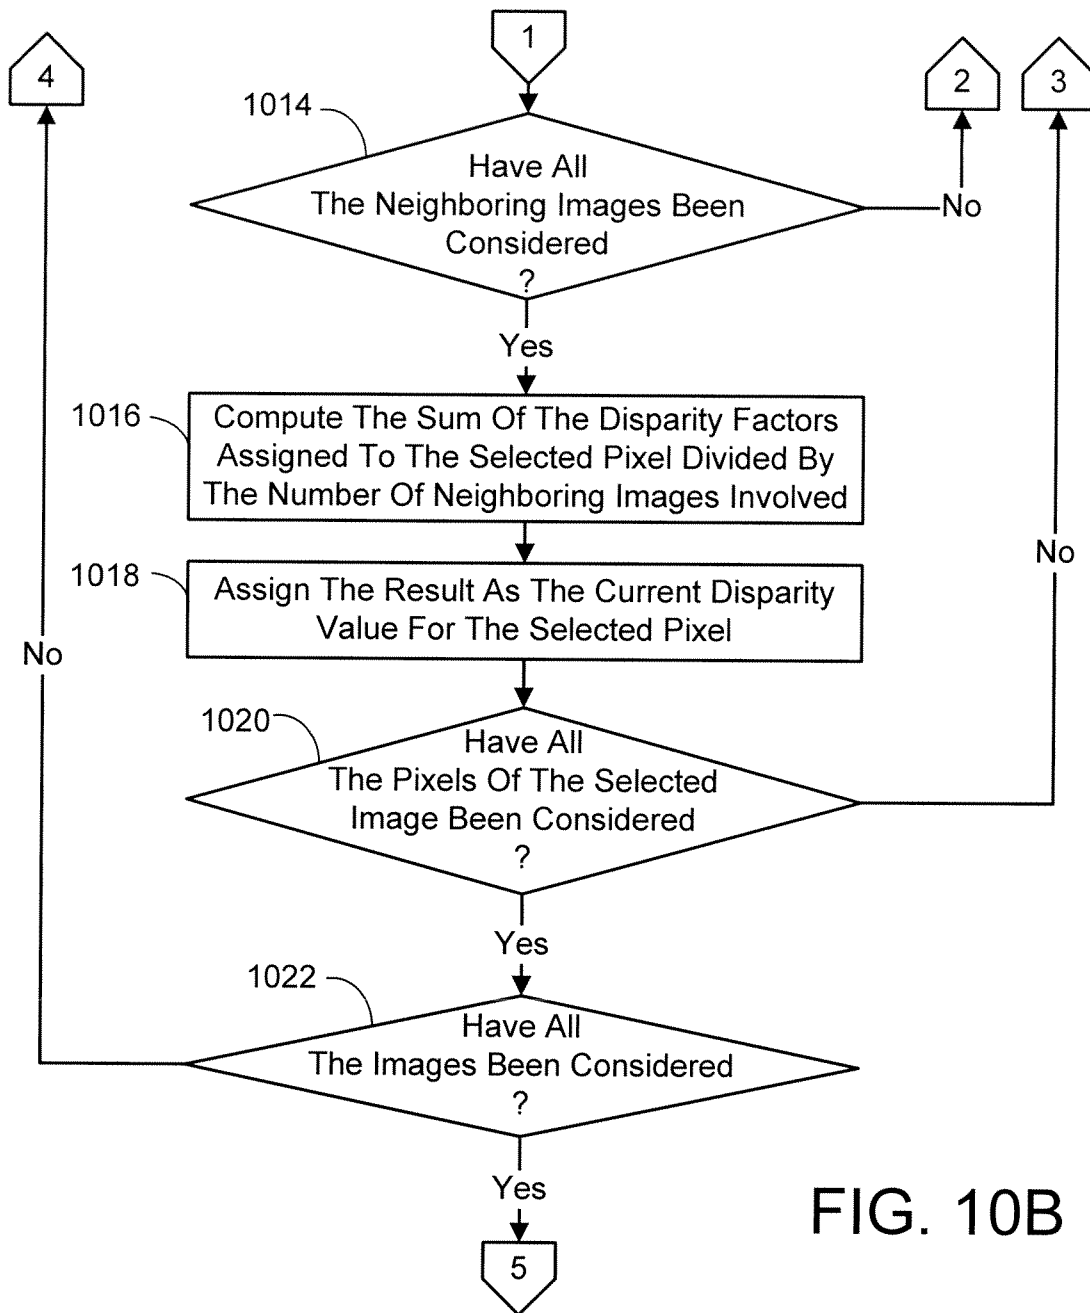 1
4
2
3
1014
Have All
The Neighboring Images Been
Considered
?
No
Yes
1016
Compute The Sum Of The Disparity Factors
Assigned To The Selected Pixel Divided By
The Number Of Neighboring Images Involved
No
1018
Assign The Result As The Current Disparity
Value For The Selected Pixel
No
1020
Have All
The Pixels Of The Selected
Image Been Considered
?
Yes
1022
Have All
The Images Been Considered
?
Yes
FIG. 10B
5